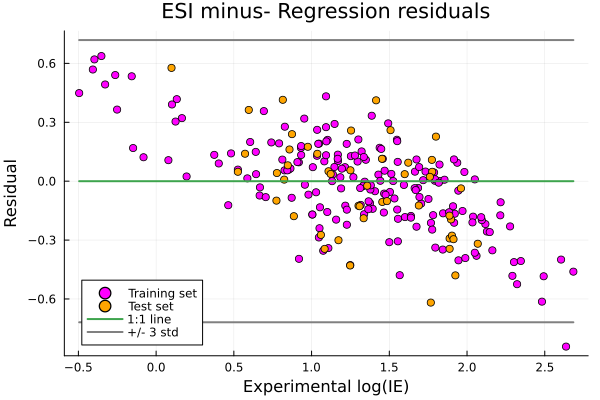 ESI minus- Regression residuals
Residual
0.6
0.3
0.0
−0.3
−0.6
Training set
Test set
1:1 line
+/- 3 std
−0.5 0.0 0.5 1.0 1.5 2.0 2.5
Experimental log(IE)